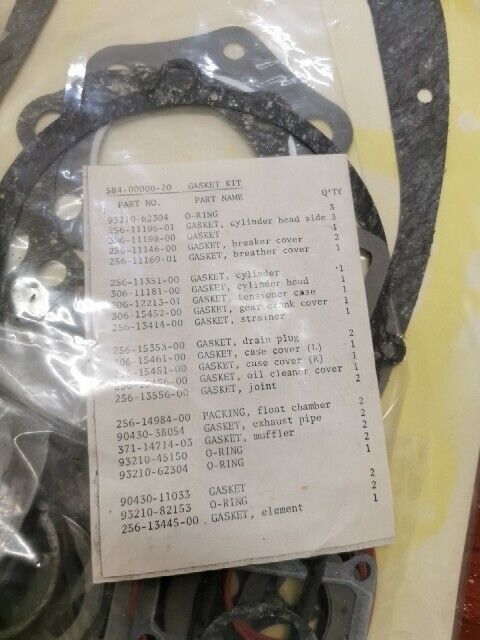 584-00000-20 GASKET KIT
PART NO. PART NAME Q'TY
93210-62304 O-RING 3
256-11196-01 GASKET, cylinder head side 3
306-11198-00 GASKET 1
256-11146-00 GASKET, breaker cover 2
256-11169-01 GASKET, breather cover 1
256-11351-00 GASKET, cylinder 1
306-11181-00 GASKET, cylinder head 1
306-12213-01 GASKET, tensioner case 1
306-15452-00 GASKET, gear crank cover 1
256-13414-00 GASKET, strainer 1
256-15353-00 GASKET, drain plug 2
306-15461-00 GASKET, case cover (L) 1
256-15451-00 GASKET, case cover (R) 1
GASKET, oil cleaner cover 1
256-13556-00 GASKET, joint 2
256-14984-00 PACKING, float chamber 2
90430-38054 GASKET, exhaust pipe 2
371-14714-03 GASKET, muffler 2
93210-45150 O-RING 2
93210-62304 O-RING 1
90430-11033 GASKET 2
93210-82153 O-RING 2
256-13445-00 GASKET, element 1